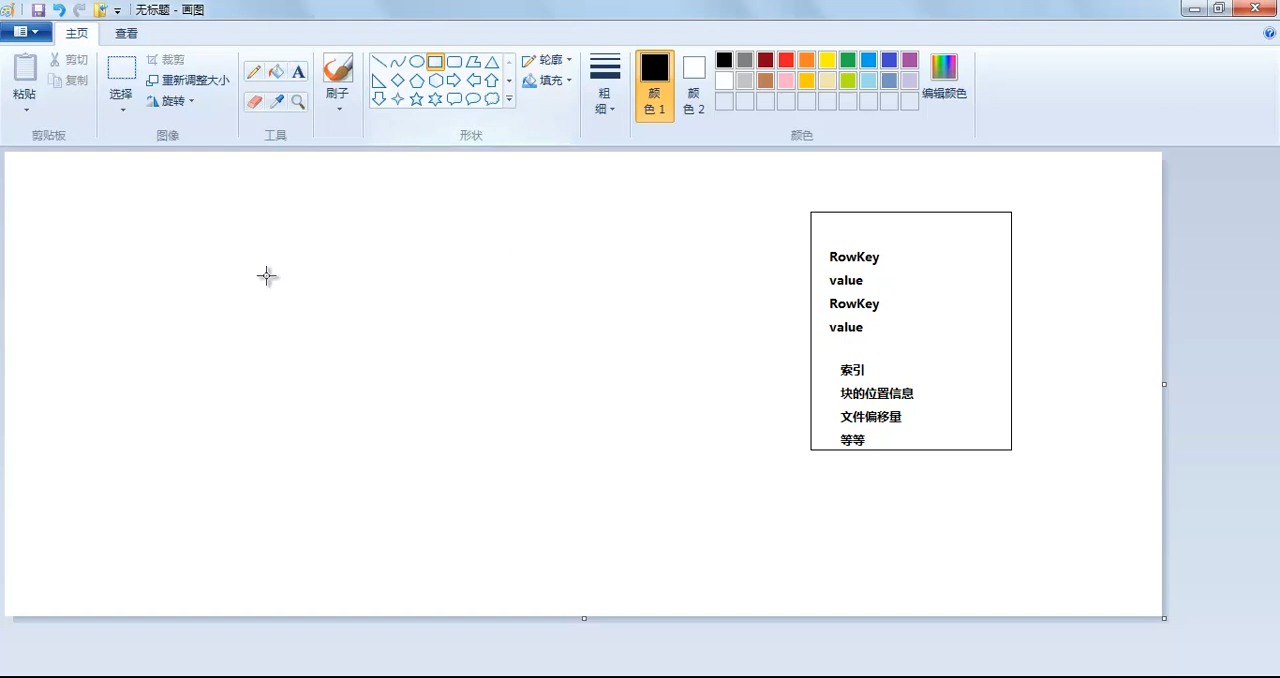 无标题 - 画图
主页 查看
粘贴
剪切
复制
剪贴板
选择
裁剪
重新调整大小
旋转
图像
A
工具
刷子
轮廓
填充
形状
粗细
颜色 1
颜色 2
编辑颜色
颜色
RowKey
value
RowKey
value
索引
块的位置信息
文件偏移量
等等